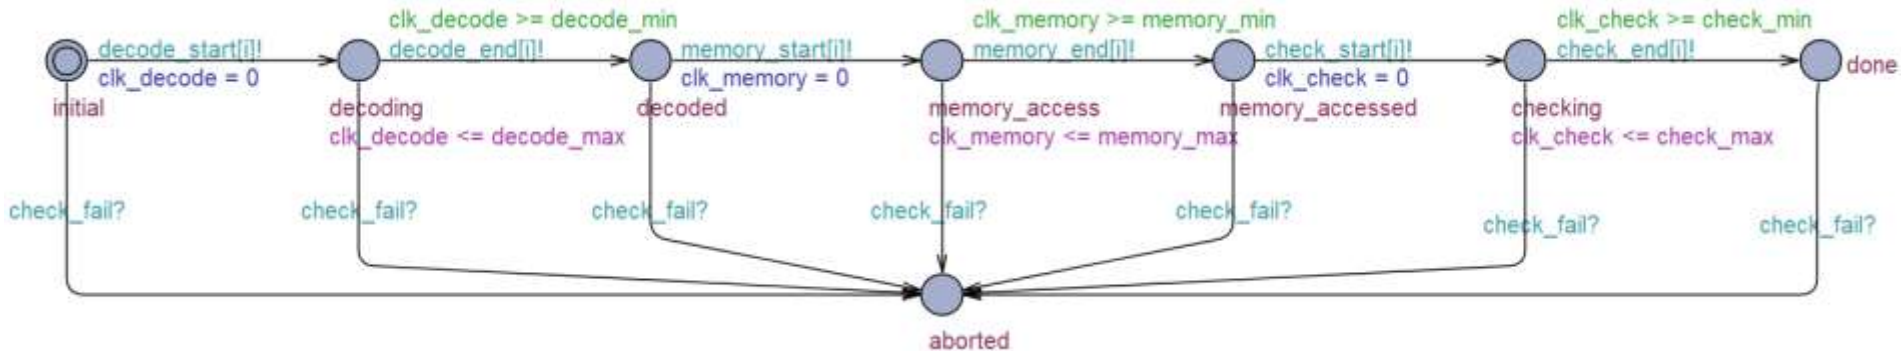 clk_decode >= decode_min
clk_memory >= memory_min
clk_check >= check_min
decode_start[i]!
decode_end[i]!
memory_start[i]!
memory_end[i]!
check_start[i]!
check_end[i]!
clk_decode = 0
clk_memory = 0
clk_check = 0
done
initial
decoding
decoded
memory_access
memory_accessed
checking
clk_decode <= decode_max
clk_memory <= memory_max
clk_check <= check_max
check_fail?
check_fail?
check_fail?
check_fail?
check_fail?
check_fail?
check_fail?
aborted